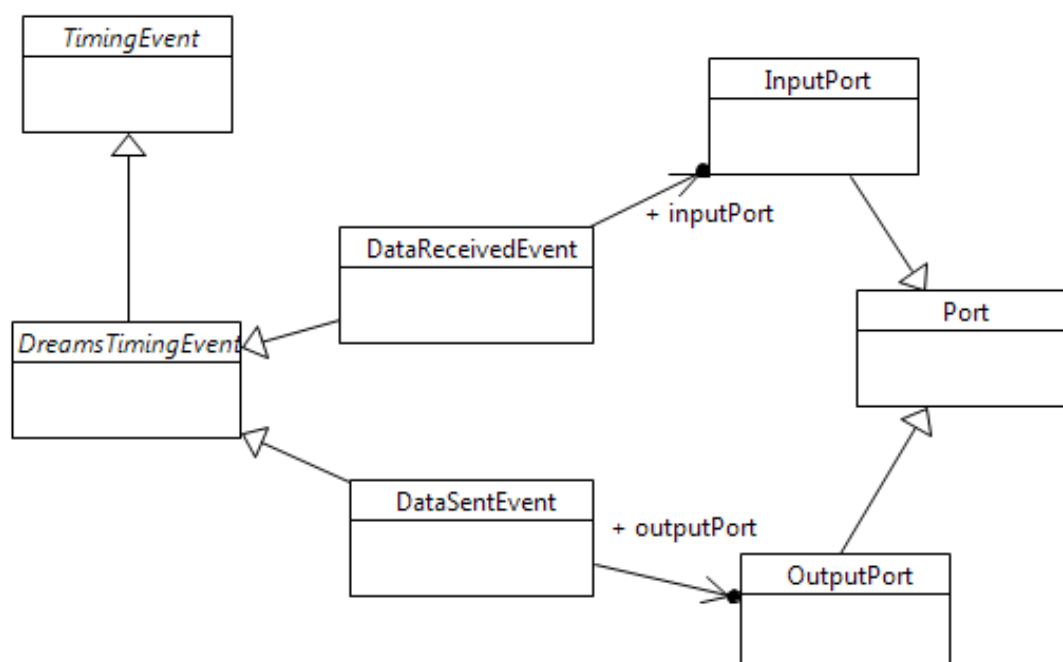 TimingEvent
InputPort
+ inputPort
DataReceivedEvent
Port
DreamsTimingEvent
DataSentEvent
+ outputPort
OutputPort